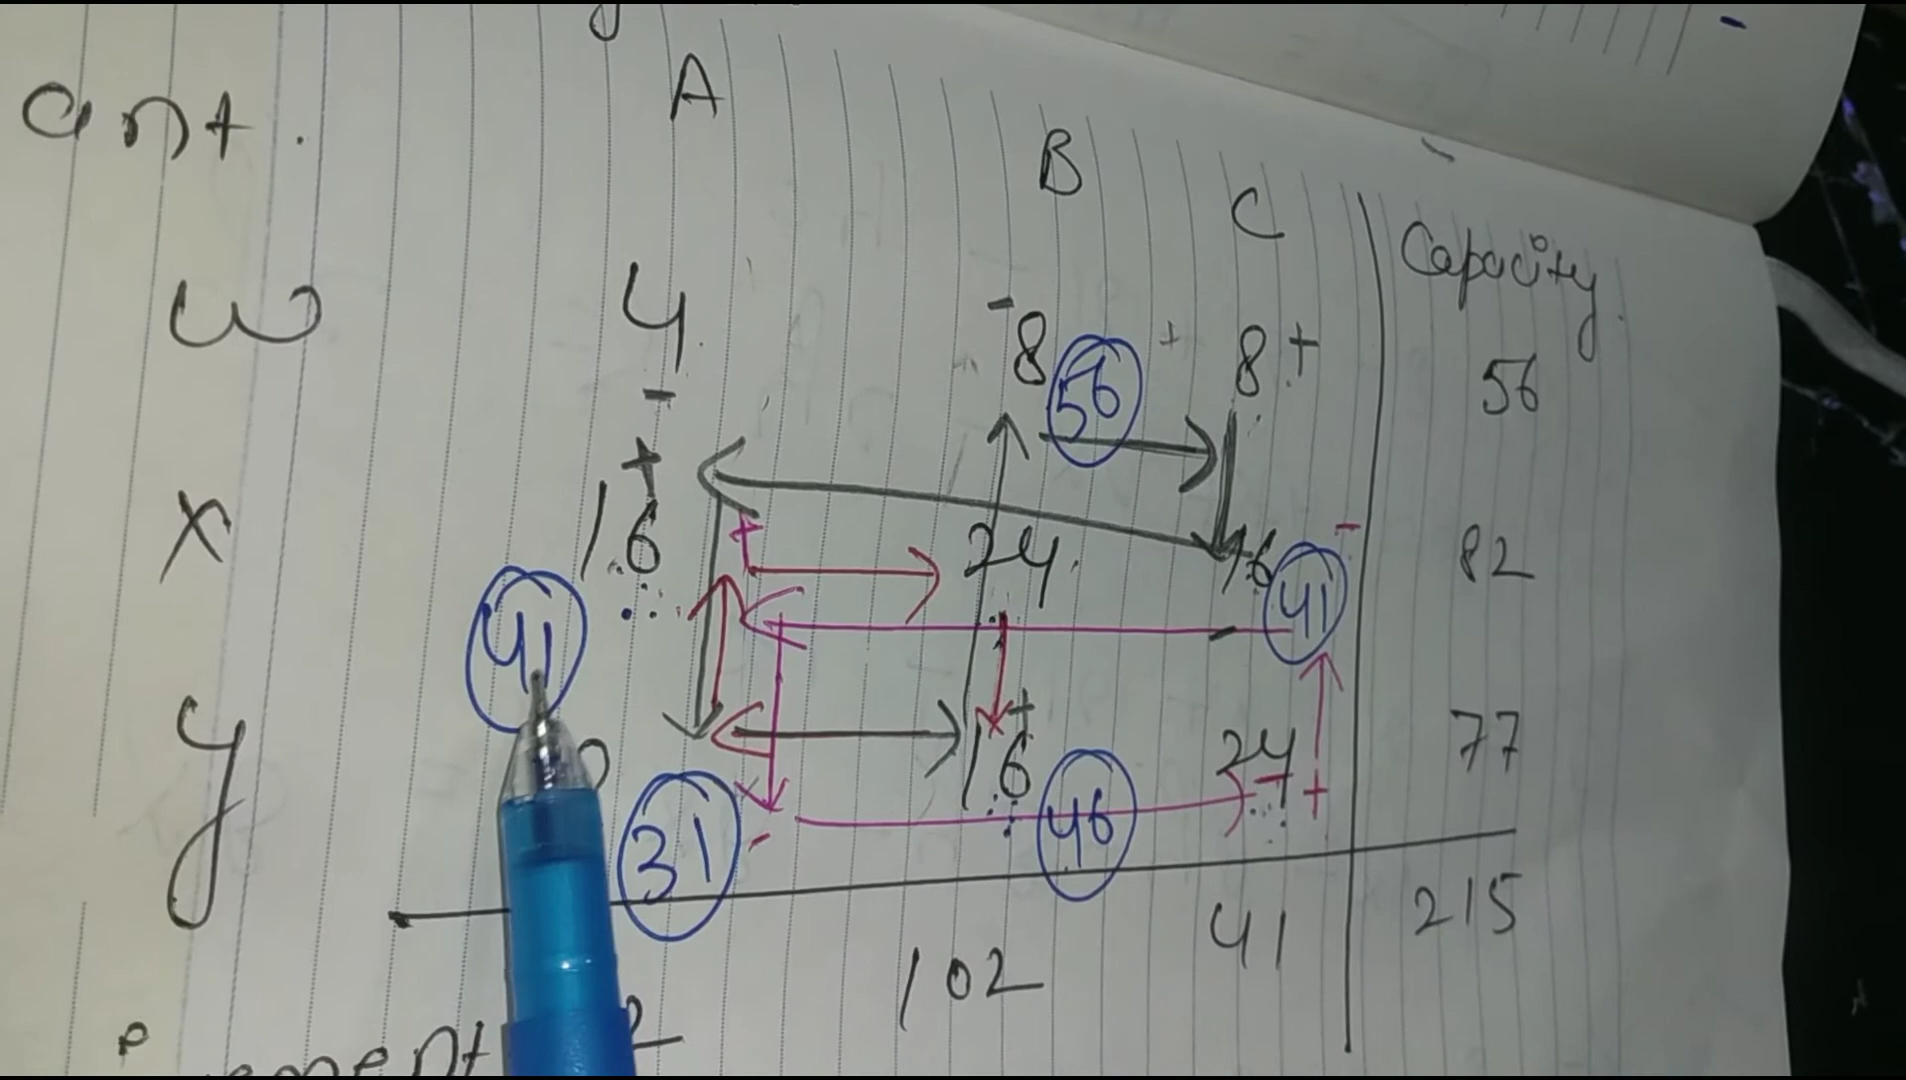 ant. A B C Capacity
W 4 - - 8 56 + 8 + 56
X + 16 41 + 24 16 41 - 82
y 31 - + 16 46 24 - + 77
102 41 215